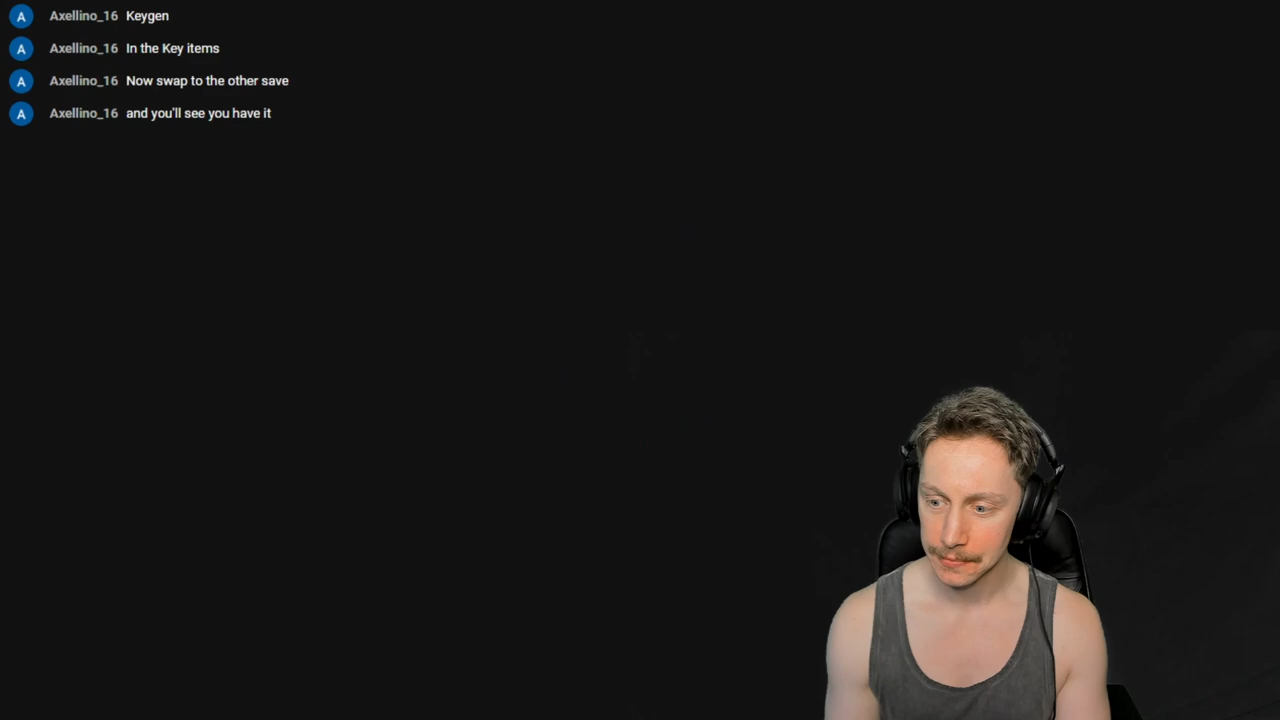 A Axellino_16 Keygen
A Axellino_16 In the Key items
A Axellino_16 Now swap to the other save
A Axellino_16 and you'll see you have it